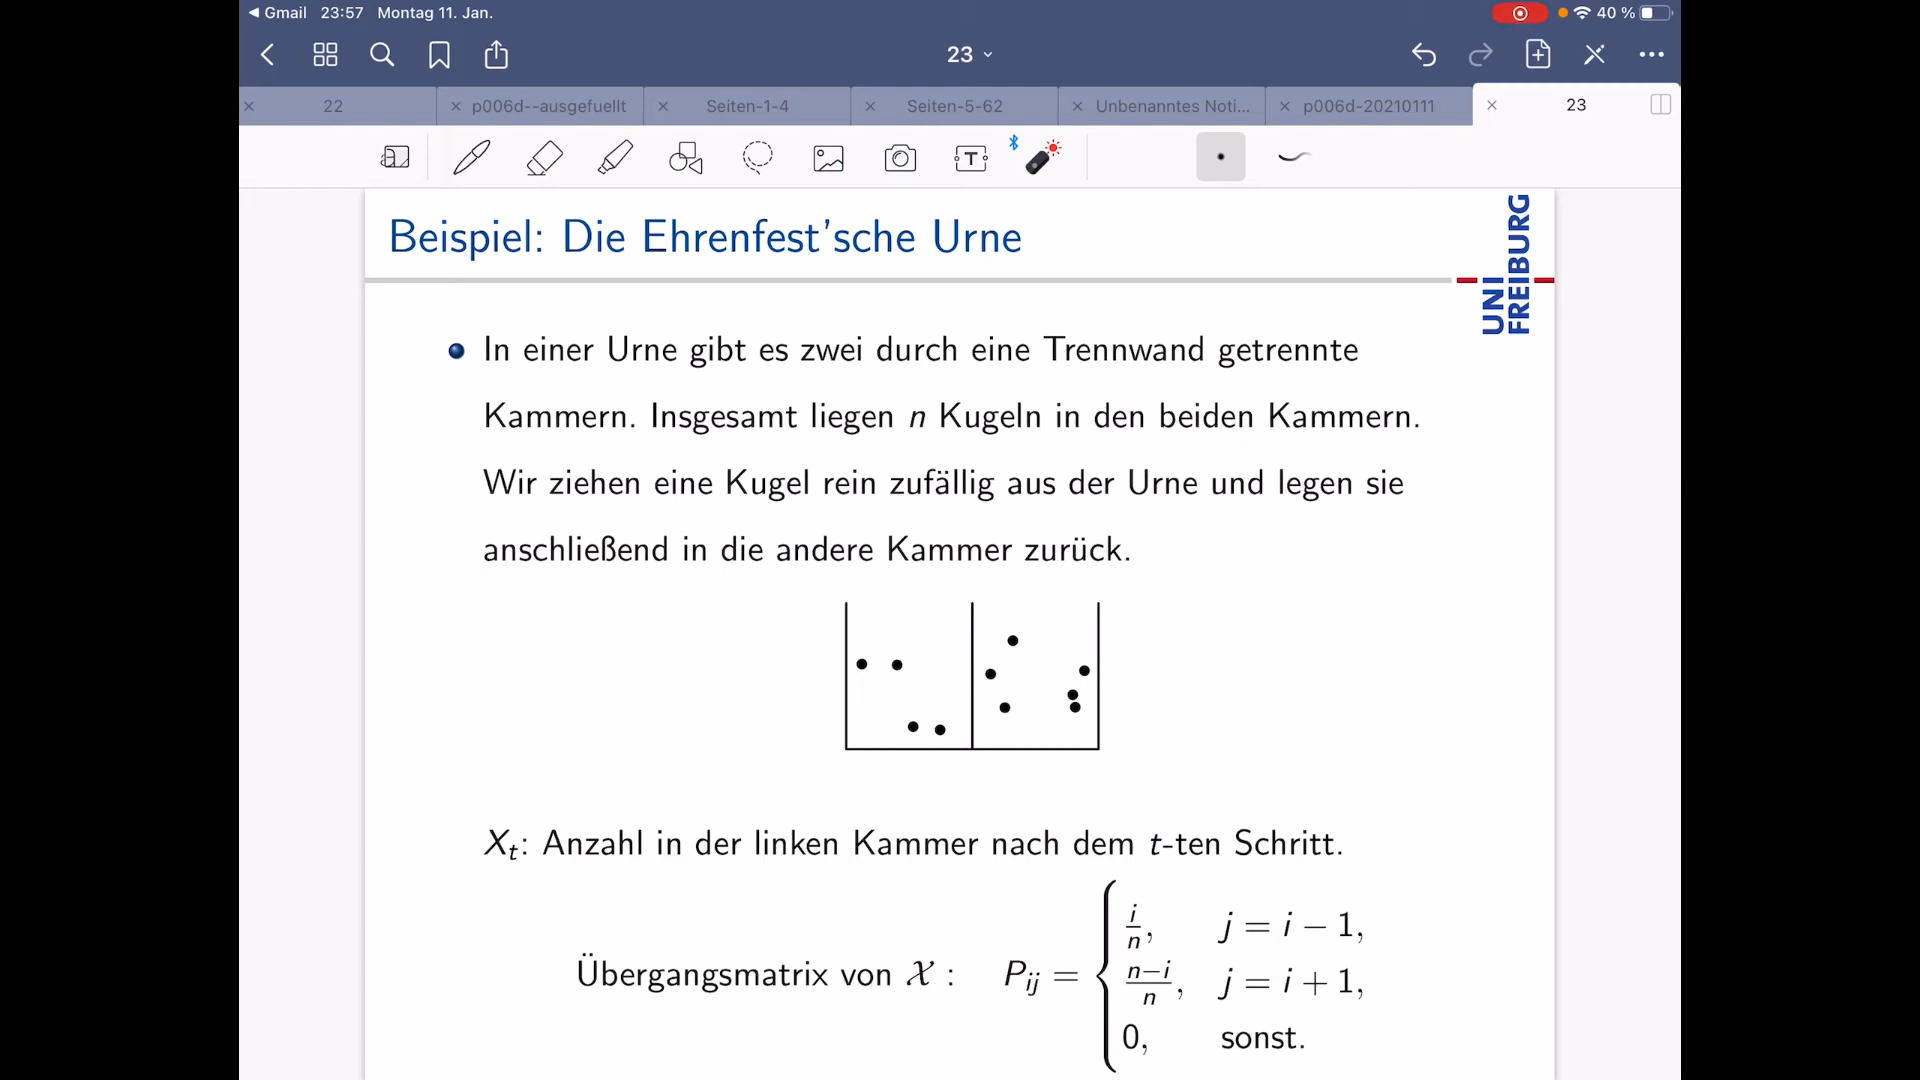 Gmail 23:57 Montag 11. Jan. 40 %
23
22 p006d--ausgefuellt Seiten-1-4 Seiten-5-62 Unbenanntes Noti... p006d-20210111 23
T
Beispiel: Die Ehrenfest'sche Urne
UNI
FREIBURG
In einer Urne gibt es zwei durch eine Trennwand getrennte
Kammern. Insgesamt liegen n Kugeln in den beiden Kammern.
Wir ziehen eine Kugel rein zufällig aus der Urne und legen sie
anschließend in die andere Kammer zurück.
X_t: Anzahl in der linken Kammer nach dem t-ten Schritt.
i/n, j = i − 1,
Übergangsmatrix von 𝒳 : P_ij = { (n−i)/n, j = i + 1,
0, sonst.